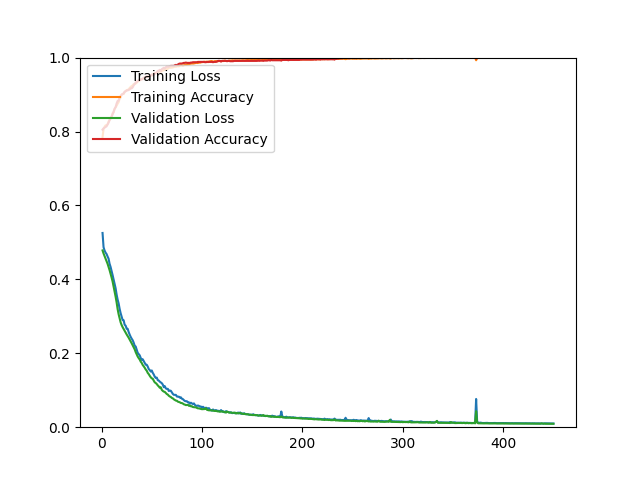 1.0
0.8
0.6
0.4
0.2
0.0
Training Loss
Training Accuracy
Validation Loss
Validation Accuracy
0 100 200 300 400